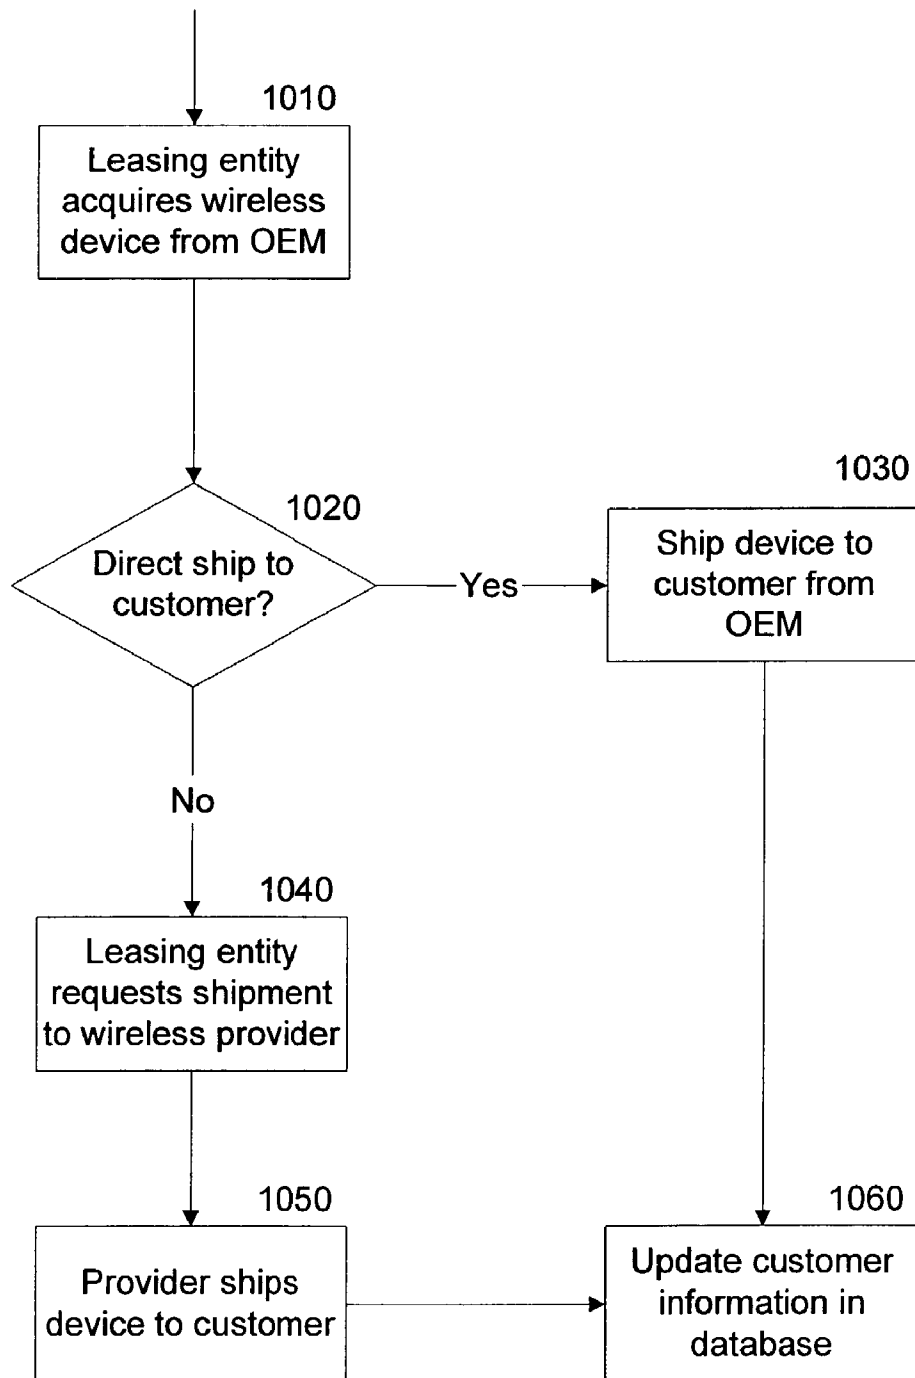 1010
Leasing entity
acquires wireless
device from OEM
1020
Direct ship to
customer?
Yes
1030
Ship device to
customer from
OEM
No
1040
Leasing entity
requests shipment
to wireless provider
1050
Provider ships
device to customer
1060
Update customer
information in
database